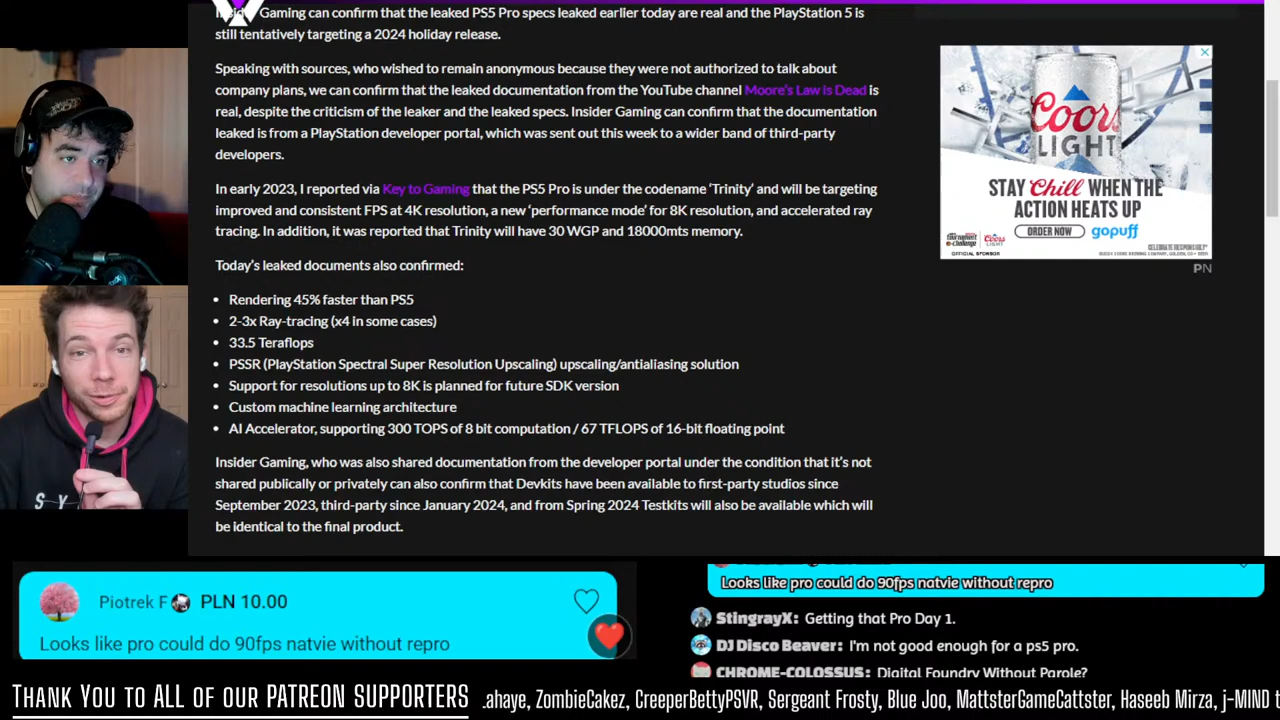 Gaming can confirm that the leaked PS5 Pro specs leaked earlier today are real and the PlayStation 5 is
still tentatively targeting a 2024 holiday release.
Speaking with sources, who wished to remain anonymous because they were not authorized to talk about
company plans, we can confirm that the leaked documentation from the YouTube channel Moore's Law is Dead is
real, despite the criticism of the leaker and the leaked specs. Insider Gaming can confirm that the documentation
leaked is from a PlayStation developer portal, which was sent out this week to a wider band of third-party
developers.
In early 2023, I reported via Key to Gaming that the PS5 Pro is under the codename 'Trinity' and will be targeting
improved and consistent FPS at 4K resolution, a new 'performance mode' for 8K resolution, and accelerated ray
tracing. In addition, it was reported that Trinity will have 30 WGP and 18000mts memory.
Today's leaked documents also confirmed:
• Rendering 45% faster than PS5
• 2-3x Ray-tracing (x4 in some cases)
• 33.5 Teraflops
• PSSR (PlayStation Spectral Super Resolution Upscaling) upscaling/antialiasing solution
• Support for resolutions up to 8K is planned for future SDK version
• Custom machine learning architecture
• AI Accelerator, supporting 300 TOPS of 8 bit computation / 67 TFLOPS of 16-bit floating point
Insider Gaming, who was also shared documentation from the developer portal under the condition that it's not
shared publically or privately can also confirm that Devkits have been available to first-party studios since
September 2023, third-party since January 2024, and from Spring 2024 Testkits will also be available which will
be identical to the final product.
Coors
LIGHT
STAY Chill WHEN THE
ACTION HEATS UP
ORDER NOW gopuff
OFFICIAL SPONSOR
PN
S Y
Piotrek F PLN 10.00
Looks like pro could do 90fps natvie without repro
Looks like pro could do 90fps natvie without repro
StingrayX: Getting that Pro Day 1.
DJ Disco Beaver: I'm not good enough for a ps5 pro.
CHROME-COLOSSUS: Digital Foundry Without Parole?
THANK YOU TO ALL OF OUR PATREON SUPPORTERS
.ahaye, ZombieCakez, CreeperBettyPSVR, Sergeant Frosty, Blue Joo, MattsterGameCattster, Haseeb Mirza, j-MIND